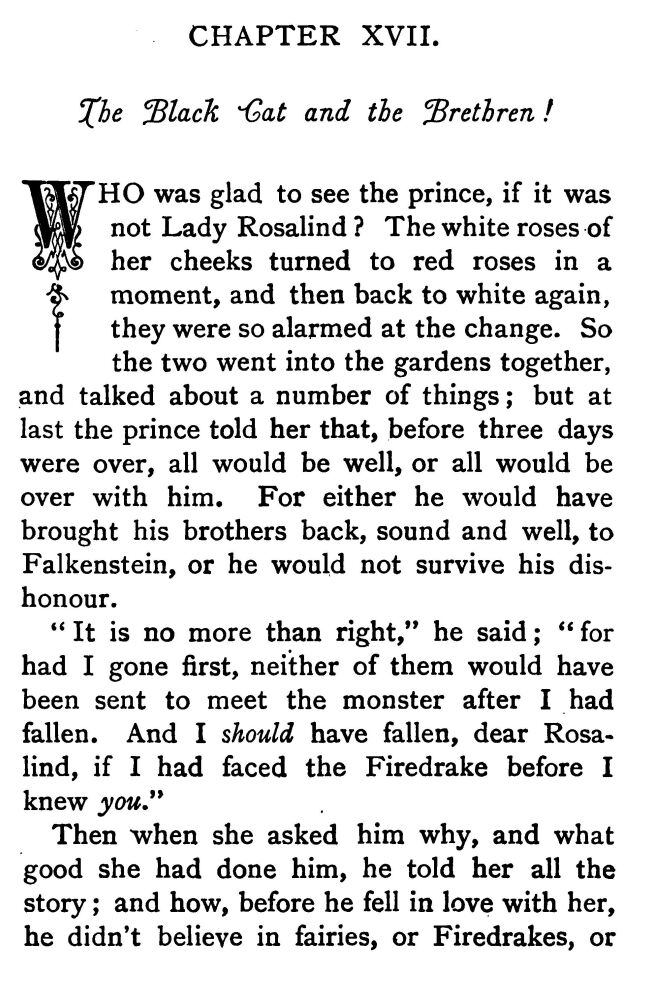 CHAPTER XVII.
The Black Cat and the Brethren!
WHO was glad to see the prince, if it was
not Lady Rosalind? The white roses of
her cheeks turned to red roses in a
moment, and then back to white again,
they were so alarmed at the change. So
the two went into the gardens together,
and talked about a number of things; but at
last the prince told her that, before three days
were over, all would be well, or all would be
over with him. For either he would have
brought his brothers back, sound and well, to
Falkenstein, or he would not survive his dis-
honour.
"It is no more than right," he said; "for
had I gone first, neither of them would have
been sent to meet the monster after I had
fallen. And I should have fallen, dear Rosa-
lind, if I had faced the Firedrake before I
knew you."
Then when she asked him why, and what
good she had done him, he told her all the
story; and how, before he fell in love with her,
he didn't believe in fairies, or Firedrakes, or